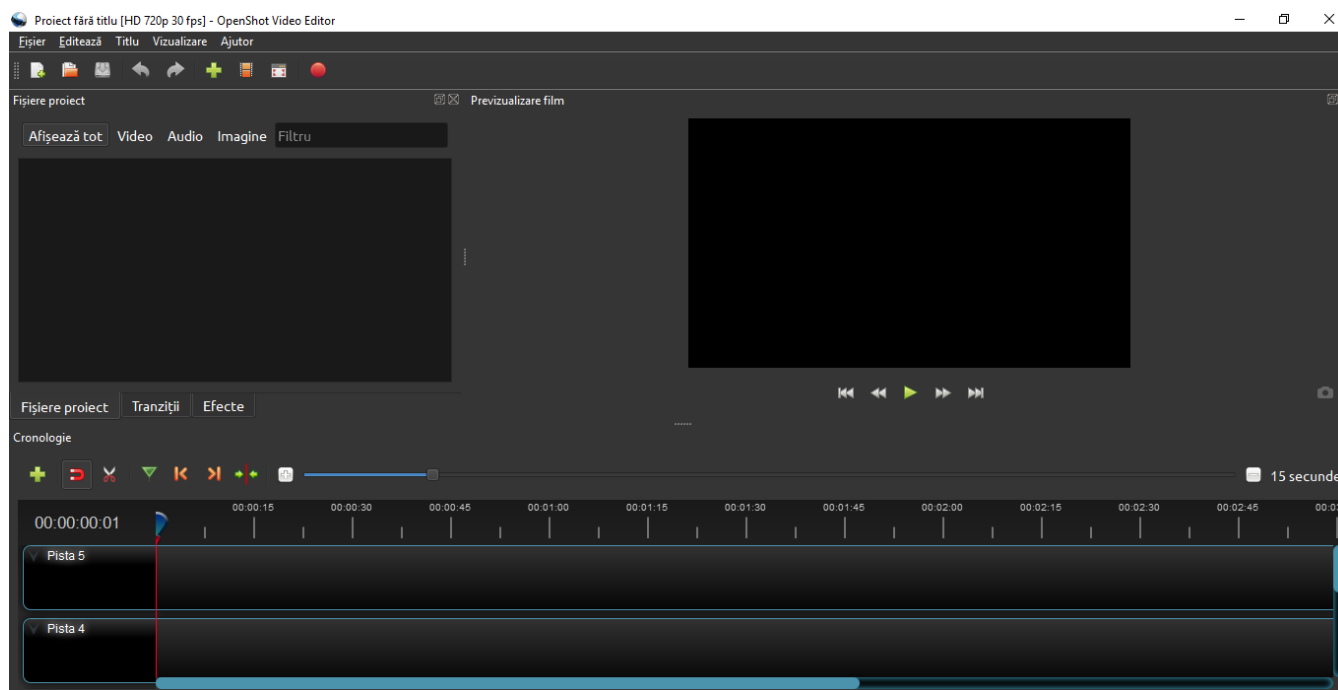 Proiect fără titlu [HD 720p 30 fps] - OpenShot Video Editor
Fișier Editează Titlu Vizualizare Ajutor
Fișiere proiect
Previzualizare film
Afișează tot Video Audio Imagine Filtru
Fișiere proiect Tranziții Efecte
Cronologie
15 secunde
00:00:00:01
00:00:15 00:00:30 00:00:45 00:01:00 00:01:15 00:01:30 00:01:45 00:02:00 00:02:15 00:02:30 00:02:45
Pista 5
Pista 4